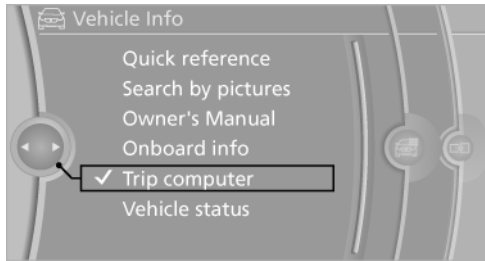 Vehicle Info
Quick reference
Search by pictures
Owner's Manual
Onboard info
✓ Trip computer
Vehicle status